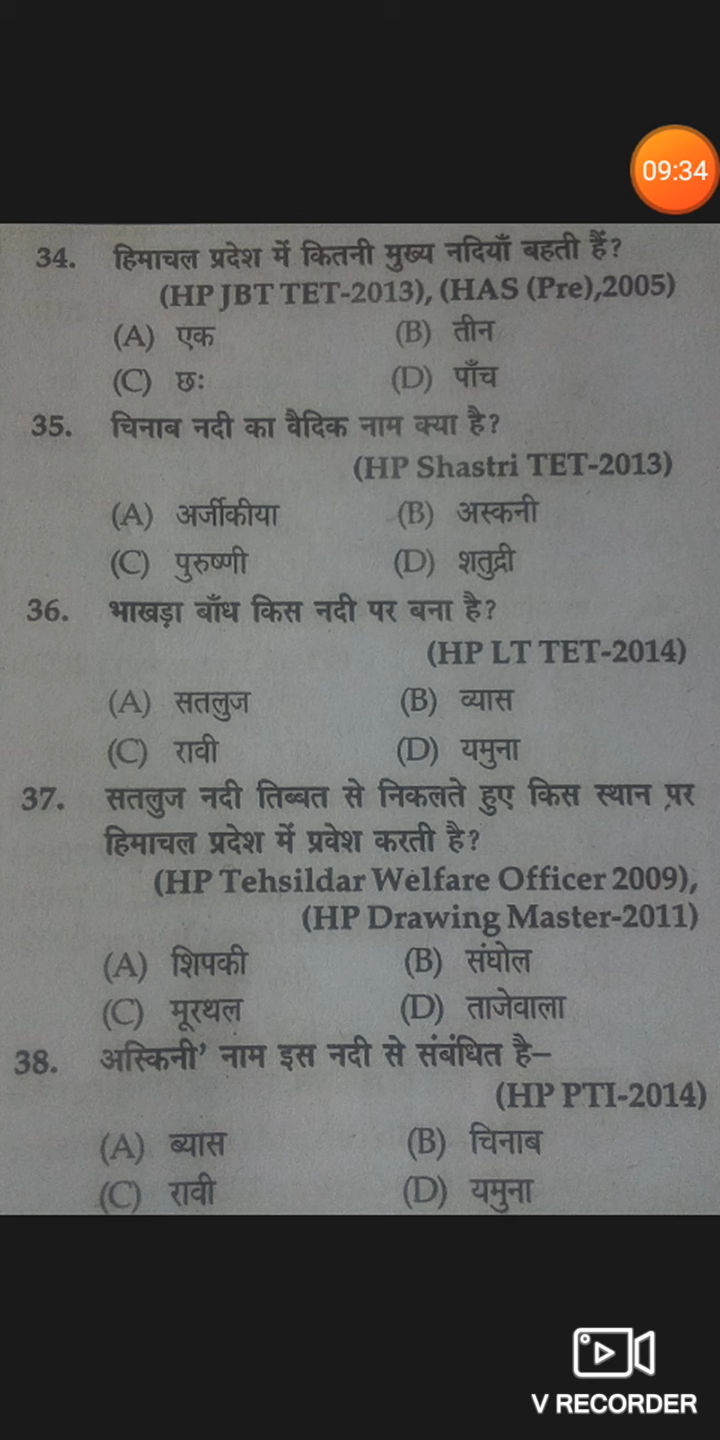 09:34
34. हिमाचल प्रदेश में कितनी मुख्य नदियाँ बहती हैं?
(HP JBT TET-2013), (HAS (Pre),2005)
(A) एक (B) तीन
(C) छः (D) पाँच
35. चिनाब नदी का वैदिक नाम क्या है?
(HP Shastri TET-2013)
(A) अर्जीकीया (B) अस्कनी
(C) पुरुष्णी (D) शतुद्री
36. भाखड़ा बाँध किस नदी पर बना है?
(HP LT TET-2014)
(A) सतलुज (B) व्यास
(C) रावी (D) यमुना
37. सतलुज नदी तिब्बत से निकलते हुए किस स्थान पर
हिमाचल प्रदेश में प्रवेश करती है?
(HP Tehsildar Welfare Officer 2009),
(HP Drawing Master-2011)
(A) शिपकी (B) संघोल
(C) मूरथल (D) ताजेवाला
38. अस्किनी’ नाम इस नदी से संबंधित है–
(HP PTI-2014)
(A) ब्यास (B) चिनाब
(C) रावी (D) यमुना
V RECORDER